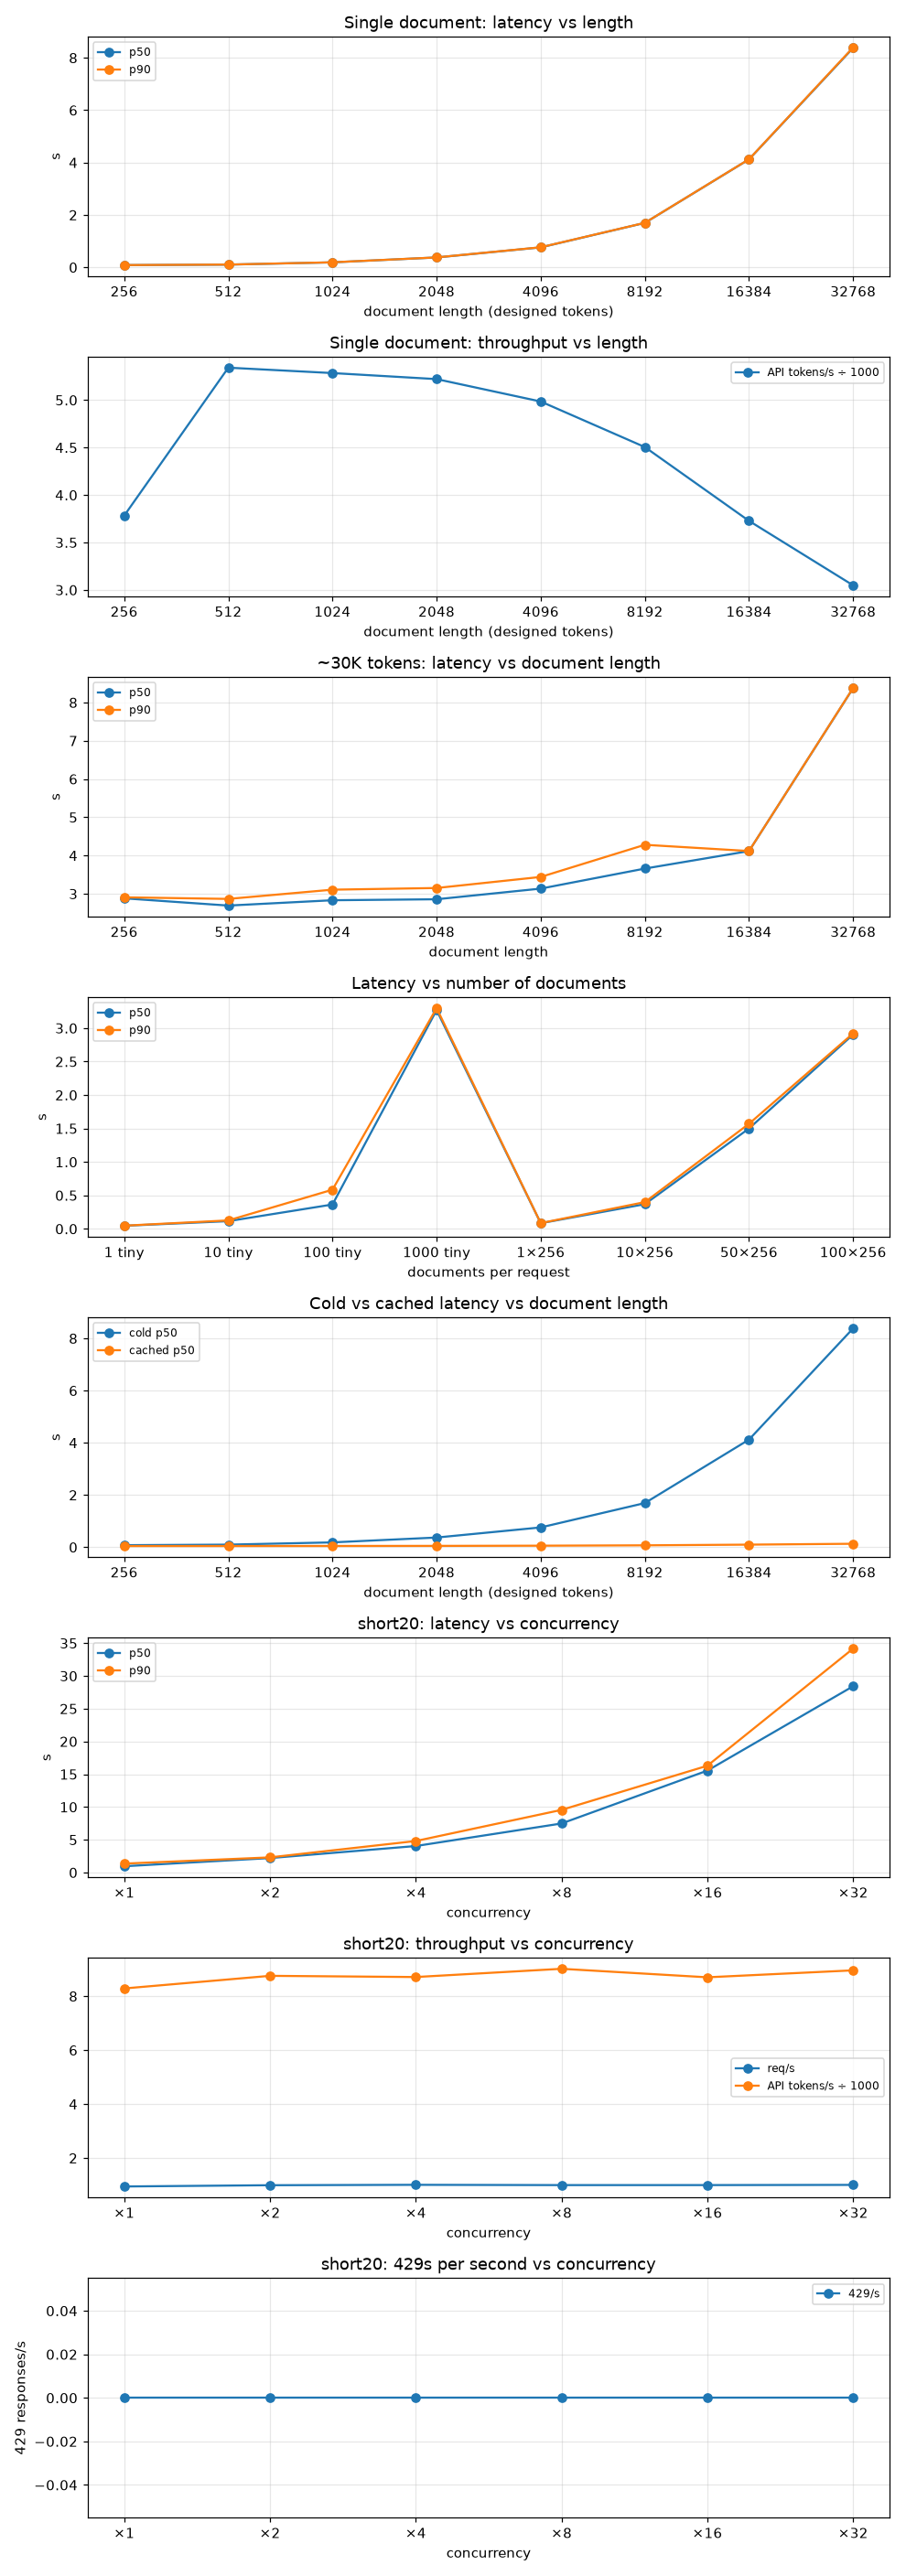 Single document: latency vs length
p50
p90
8
6
4
2
0
s
256 512 1024 2048 4096 8192 16384 32768
document length (designed tokens)
Single document: throughput vs length
API tokens/s ÷ 1000
5.0
4.5
4.0
3.5
3.0
256 512 1024 2048 4096 8192 16384 32768
document length (designed tokens)
~30K tokens: latency vs document length
p50
p90
8
7
6
5
4
3
s
256 512 1024 2048 4096 8192 16384 32768
document length
Latency vs number of documents
p50
p90
3.0
2.5
2.0
1.5
1.0
0.5
0.0
s
1 tiny 10 tiny 100 tiny 1000 tiny 1×256 10×256 50×256 100×256
documents per request
Cold vs cached latency vs document length
cold p50
cached p50
8
6
4
2
0
s
256 512 1024 2048 4096 8192 16384 32768
document length (designed tokens)
short20: latency vs concurrency
p50
p90
35
30
25
20
15
10
5
0
s
×1 ×2 ×4 ×8 ×16 ×32
concurrency
short20: throughput vs concurrency
8
6
4
2
req/s
API tokens/s ÷ 1000
×1 ×2 ×4 ×8 ×16 ×32
concurrency
short20: 429s per second vs concurrency
429/s
0.04
0.02
0.00
−0.02
−0.04
429 responses/s
×1 ×2 ×4 ×8 ×16 ×32
concurrency